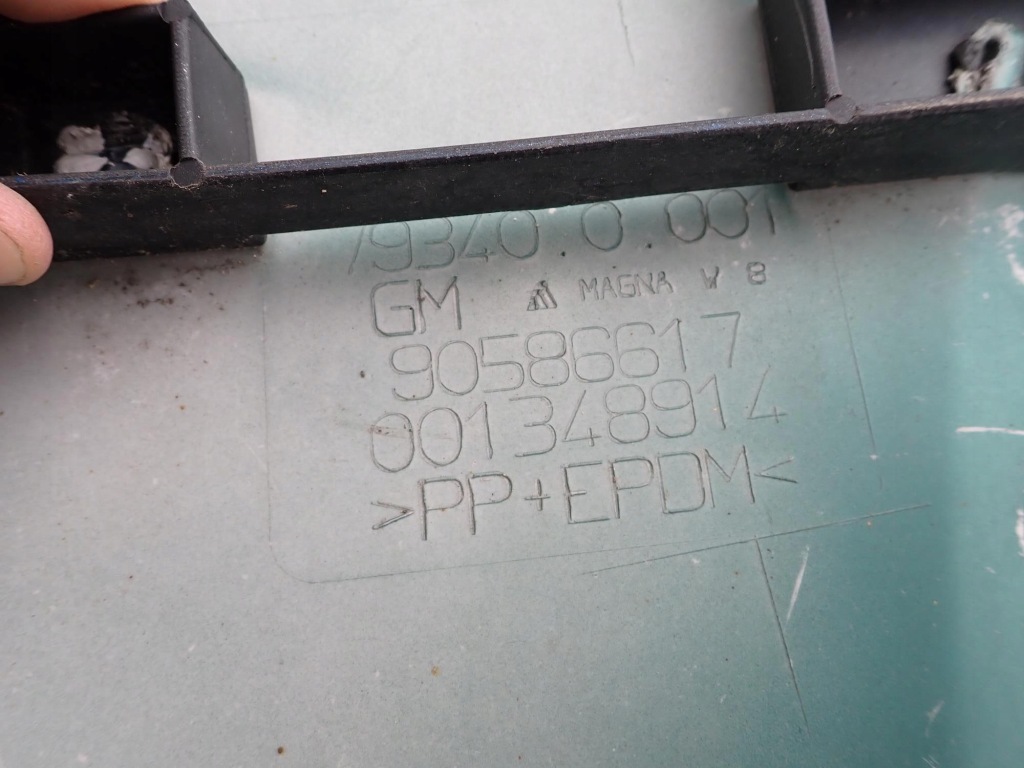 79340.0.001
GM MAGNA W 8
90586617
001348914
>PP+EPDM<